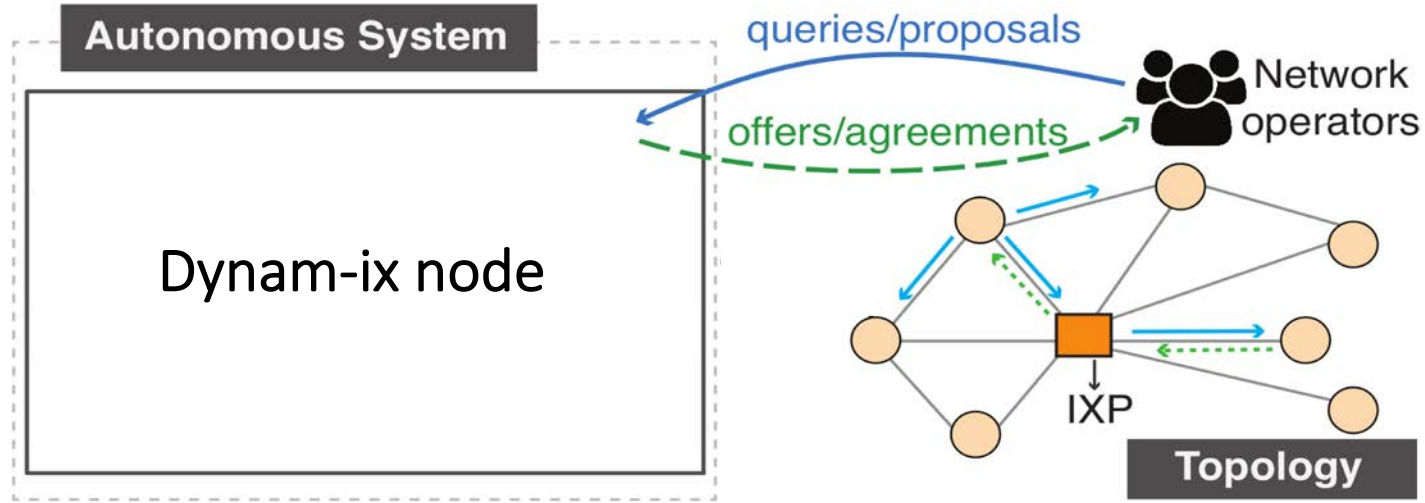 Autonomous System
queries/proposals
Network
operators
offers/agreements
Dynam-ix node
IXP
Topology